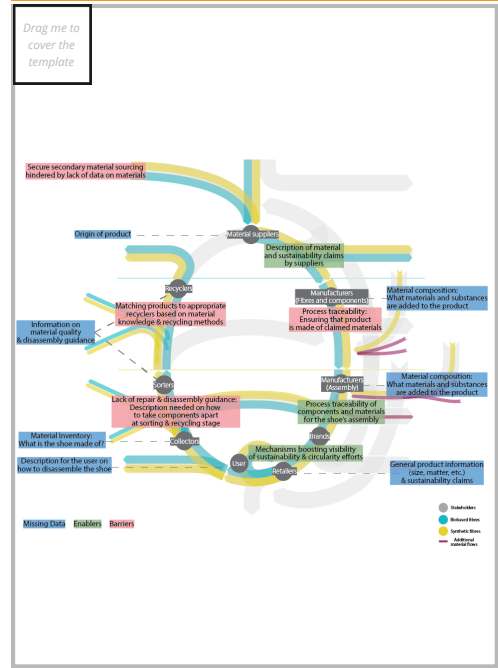 Drag me to
cover the
template
Secure secondary material sourcing
hindered by lack of data on materials
Origin of product
Material suppliers
Description of material
and sustainability claims
by suppliers
Recyclers
Manufacturers
(Fibres and components)
Material composition:
What materials and substances
are added to the product
Matching products to appropriate
recyclers based on material
knowledge & recycling methods
Process traceability:
Ensuring that product
is made of claimed materials
Information on
material quality
& disassembly guidance
Sorters
Manufacturers
(Assembly)
Material composition:
What materials and substances
are added to the product
Lack of repair & disassembly guidance:
Description needed on how
to take components apart
at sorting & recycling stage
Process traceability of
components and materials
for the shoe's assembly
Material Inventory:
What is the shoe made of?
Collectors
Brands
Mechanisms boosting visibility
of sustainability & circularity efforts
Description for the user on
how to disassemble the shoe
User
Retailers
General product information
(size, matter, etc.)
& sustainability claims
Missing Data
Enablers
Barriers
Stakeholders
Biobased fibres
Synthetic fibres
Additional
material flows